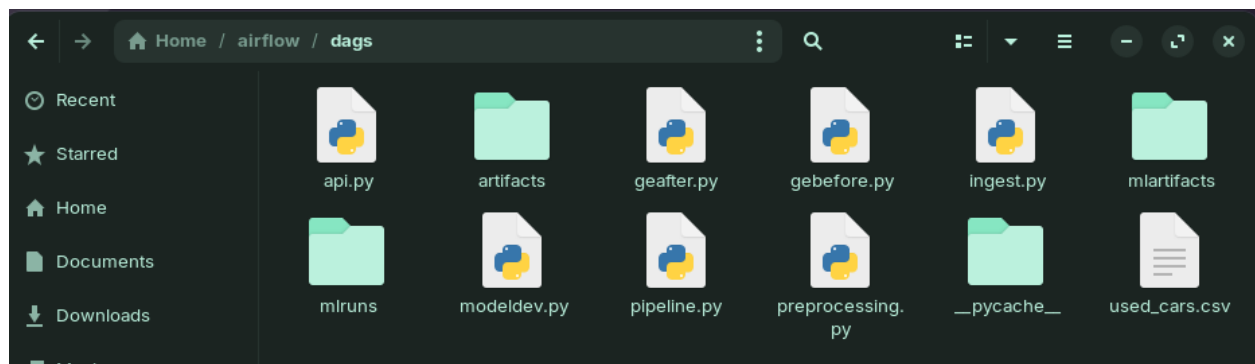 Home / airflow / dags
Recent
Starred
Home
Documents
Downloads
api.py
artifacts
geafter.py
gebefore.py
ingest.py
mlartifacts
mlruns
modeldev.py
pipeline.py
preprocessing.
py
__pycache__
used_cars.csv